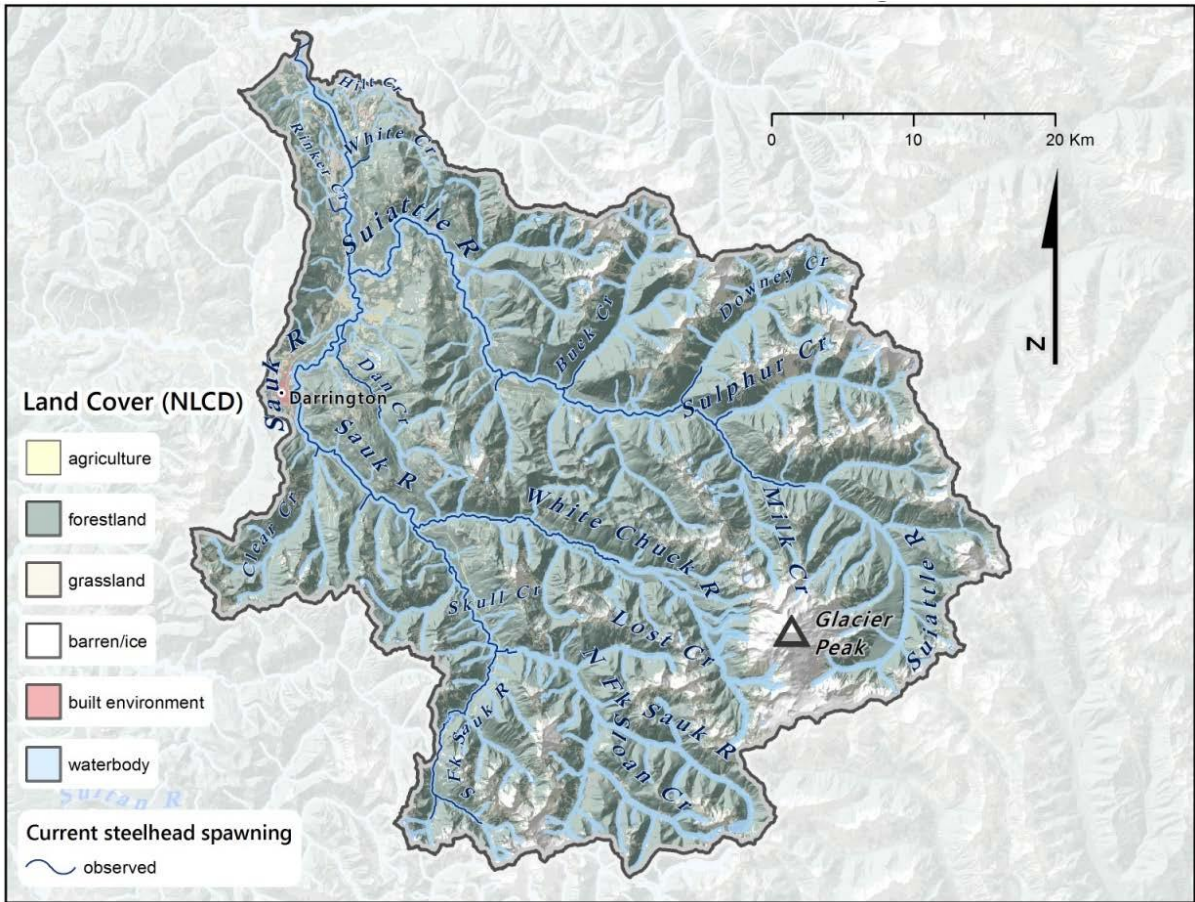 Hilt Cr
White Cr
Rinker Cr
0 10 20 Km
Suiattle R
N
Downey Cr
Buck Cr
Sulphur Cr
Sauk R
Darrington
Dan Cr
Land Cover (NLCD)
agriculture
forestland
grassland
barren/ice
built environment
waterbody
Sultan R
Current steelhead spawning
observed
Sauk R
Clear Cr
White Chuck R
Milk Cr
Suiattle R
Skull Cr
Lost Cr
Glacier
Peak
N Fk Sauk R
Sloan Cr
S Fk Sauk R